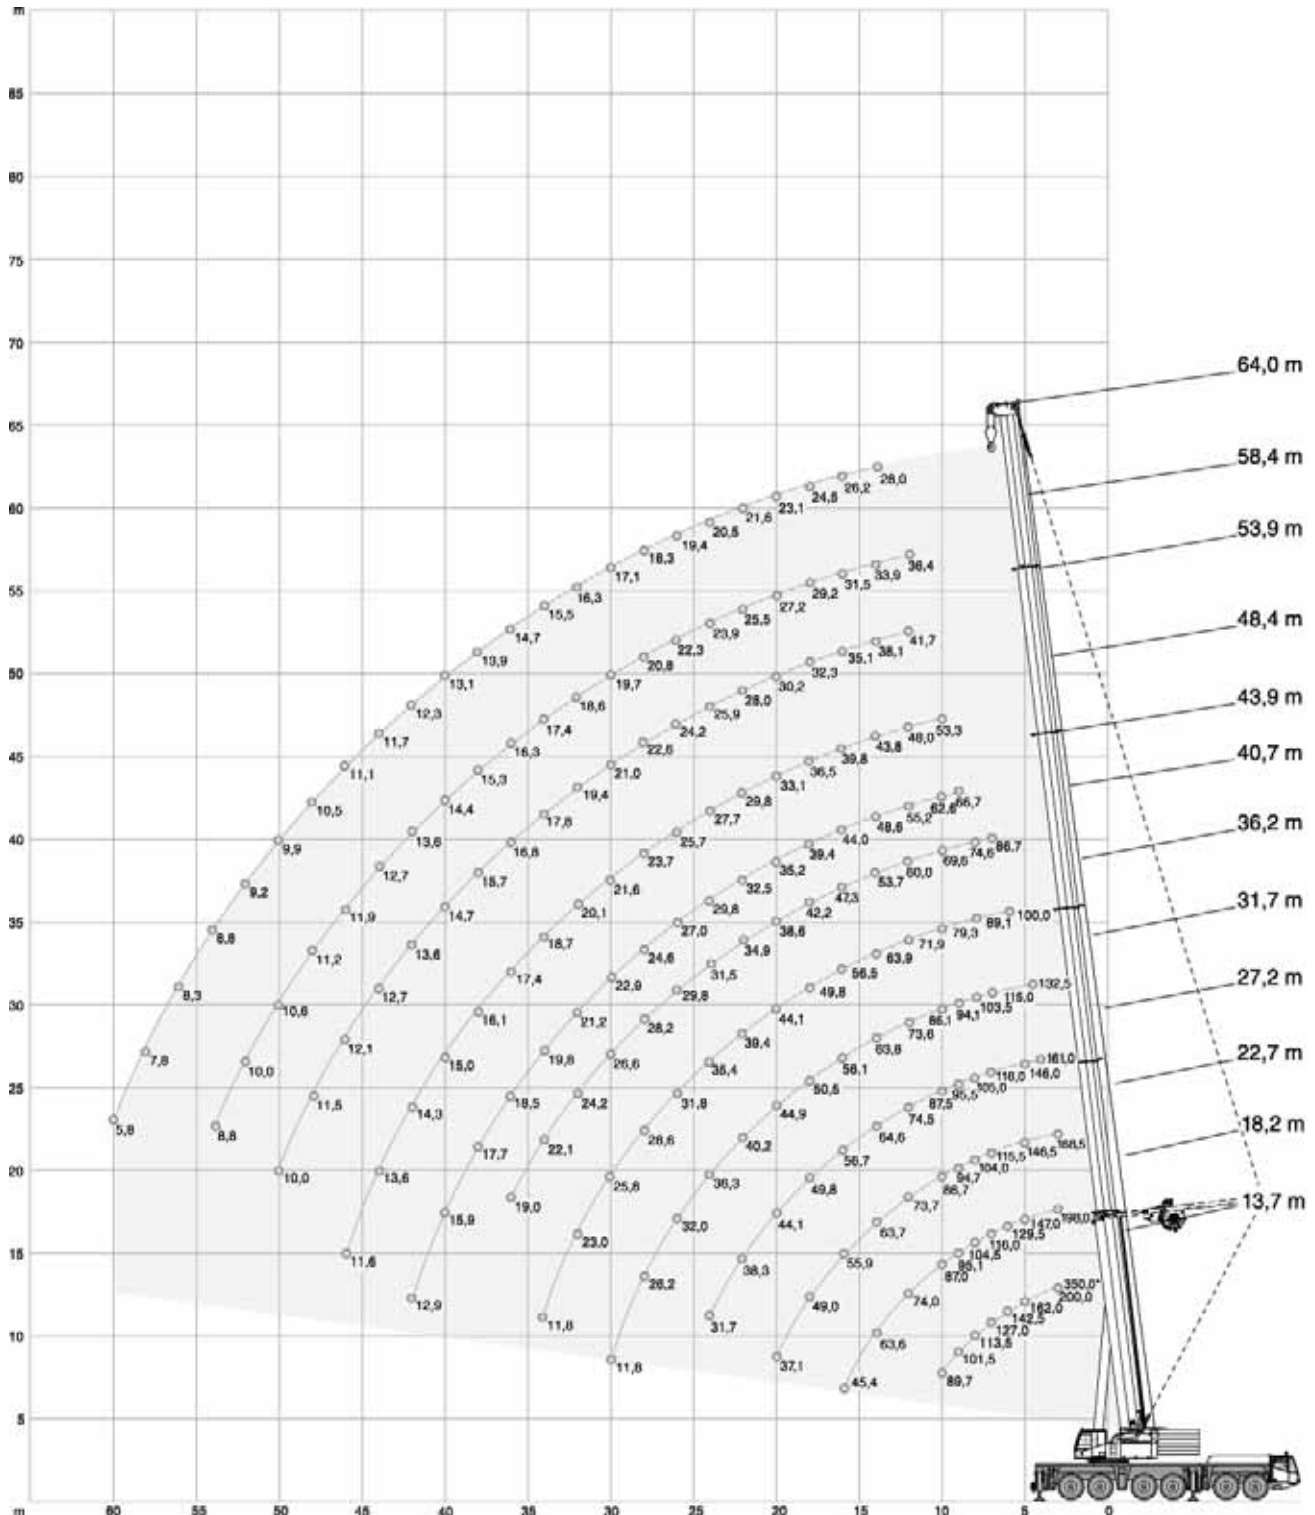 m
85
80
75
70
65
60
55
50
45
40
35
30
25
20
15
10
5
64,0 m
58,4 m
53,9 m
48,4 m
43,9 m
40,7 m
36,2 m
31,7 m
27,2 m
22,7 m
18,2 m
13,7 m
5,8 7,8 8,3 8,8 9,2 9,9 10,5 11,1 11,7 12,3 13,1 13,9 14,7 15,5 16,3 17,1 18,3 19,4 20,5 21,6 23,1 24,6 26,2 28,0
8,8 10,0 10,6 11,2 11,9 12,7 13,6 14,4 15,3 16,3 17,4 18,6 19,7 20,8 22,3 23,9 25,5 27,2 29,2 31,5 33,9 36,4
10,0 11,5 12,1 12,7 13,6 14,7 15,7 16,8 17,8 19,4 21,0 22,6 24,2 25,9 28,0 30,2 32,3 35,1 38,1 41,7
11,6 13,6 14,3 15,0 16,1 17,4 18,7 20,1 21,6 23,7 25,7 27,7 29,8 33,1 36,5 39,8 43,8 48,0 53,3
12,9 15,9 17,7 18,5 19,8 21,2 22,9 24,6 27,0 29,8 32,5 35,2 39,4 44,0 48,6 55,2 62,6 66,7
19,0 22,1 24,2 26,6 28,2 29,8 31,5 34,9 38,6 42,2 47,3 53,7 60,0 69,6 74,6 86,7
11,8 23,0 25,8 28,6 31,8 35,4 39,4 44,1 49,8 56,5 63,9 71,9 79,3 89,1 100,0
11,8 26,2 32,0 36,3 40,2 44,9 50,5 56,1 63,8 73,6 86,1 94,1 103,5 115,0 132,5
31,7 38,3 44,1 49,8 56,7 64,6 74,5 87,5 95,5 105,0 116,0 146,0 161,0
37,1 49,0 55,9 63,7 73,7 86,7 94,7 104,0 115,5 146,5 168,5
45,4 63,6 74,0 87,0 95,1 104,5 116,0 129,5 147,0 198,0
89,7 101,5 113,5 127,0 142,5 162,0 200,0 350,0*
m 60 55 50 45 40 35 30 25 20 15 10 5 0